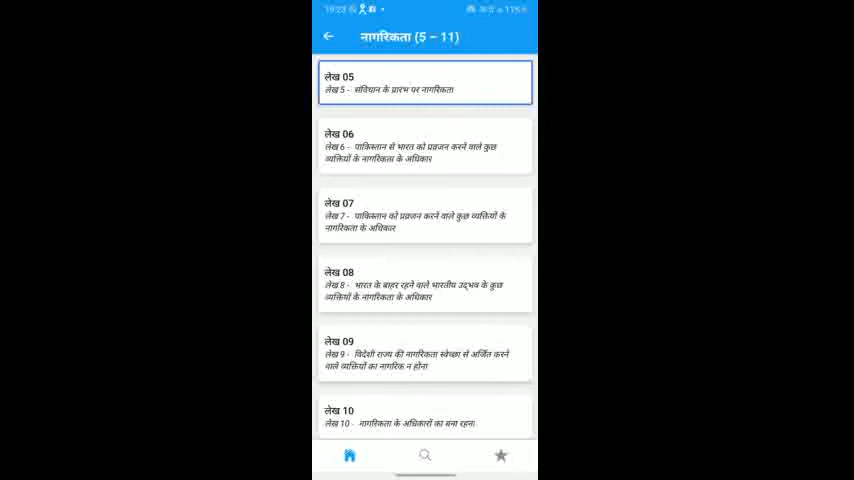 19:23
नागरिकता (5 – 11)
लेख 05
लेख 5 - संविधान के प्रारंभ पर नागरिकता
लेख 06
लेख 6 - पाकिस्तान से भारत को प्रव्रजन करने वाले कुछ
व्यक्तियों के नागरिकता के अधिकार
लेख 07
लेख 7 - पाकिस्तान को प्रव्रजन करने वाले कुछ व्यक्तियों के
नागरिकता के अधिकार
लेख 08
लेख 8 - भारत के बाहर रहने वाले भारतीय उद्भव के कुछ
व्यक्तियों के नागरिकता के अधिकार
लेख 09
लेख 9 - विदेशी राज्य की नागरिकता स्वेच्छा से अर्जित करने
वाले व्यक्तियों का नागरिक न होना
लेख 10
लेख 10 - नागरिकता के अधिकारों का बना रहना